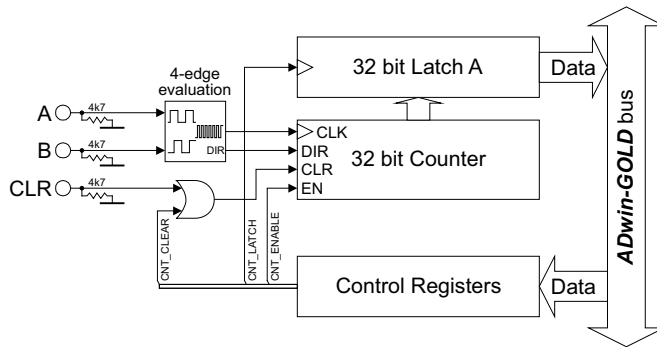 4-edge
evaluation
32 bit Latch A
Data
A
4k7
B
4k7
DIR
CLK
DIR
CLR
EN
32 bit Counter
CLR
4k7
CNT_CLEAR
CNT_LATCH
CNT_ENABLE
Control Registers
Data
ADwin-GOLD bus